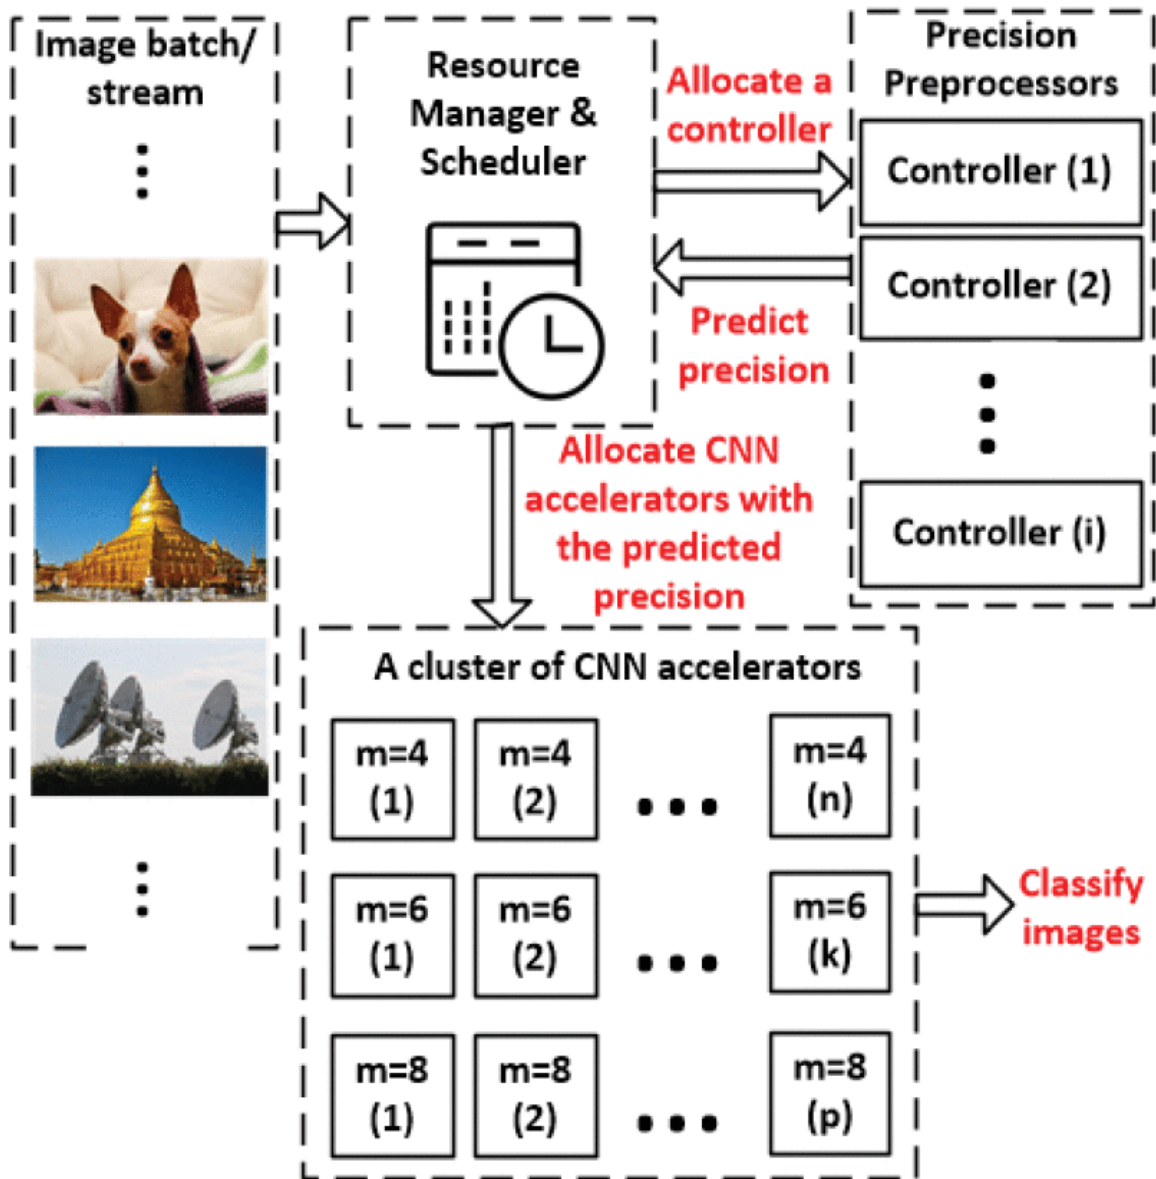 Image batch/
stream
Resource
Manager &
Scheduler
Allocate a
controller
Predict
precision
Precision
Preprocessors
Controller (1)
Controller (2)
Controller (i)
Allocate CNN
accelerators with
the predicted
precision
A cluster of CNN accelerators
m=4
(1)
m=4
(2)
m=4
(n)
m=6
(1)
m=6
(2)
m=6
(k)
m=8
(1)
m=8
(2)
m=8
(p)
Classify
images